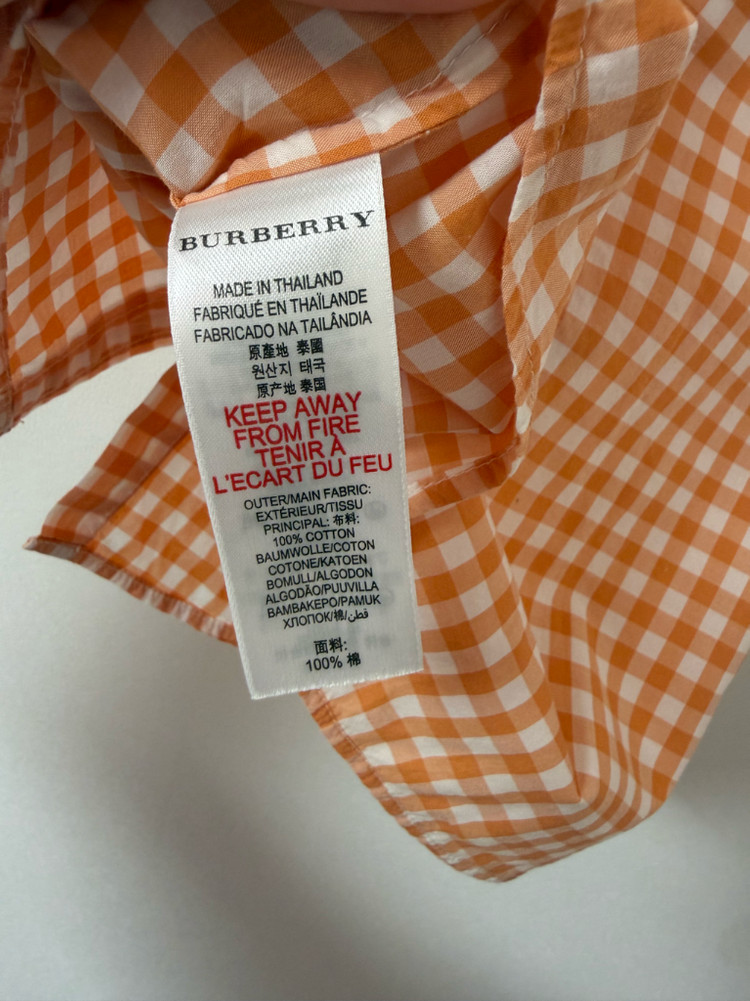 BURBERRY
MADE IN THAILAND
FABRIQUÉ EN THAÏLANDE
FABRICADO NA TAILÂNDIA
原產地 泰國
원산지 태국
原产地 泰国
KEEP AWAY
FROM FIRE
TENIR À
L'ECART DU FEU
OUTER/MAIN FABRIC:
EXTÉRIEUR/TISSU
PRINCIPAL: 布料:
100% COTTON
BAUMWOLLE/COTON
COTONE/KATOEN
BOMULL/ALGODON
ALGODÃO/PUUVILLA
ΒΑΜΒΑΚΕΡΟ/PAMUK
ХЛОПОК/棉/قطن
面料:
100% 棉